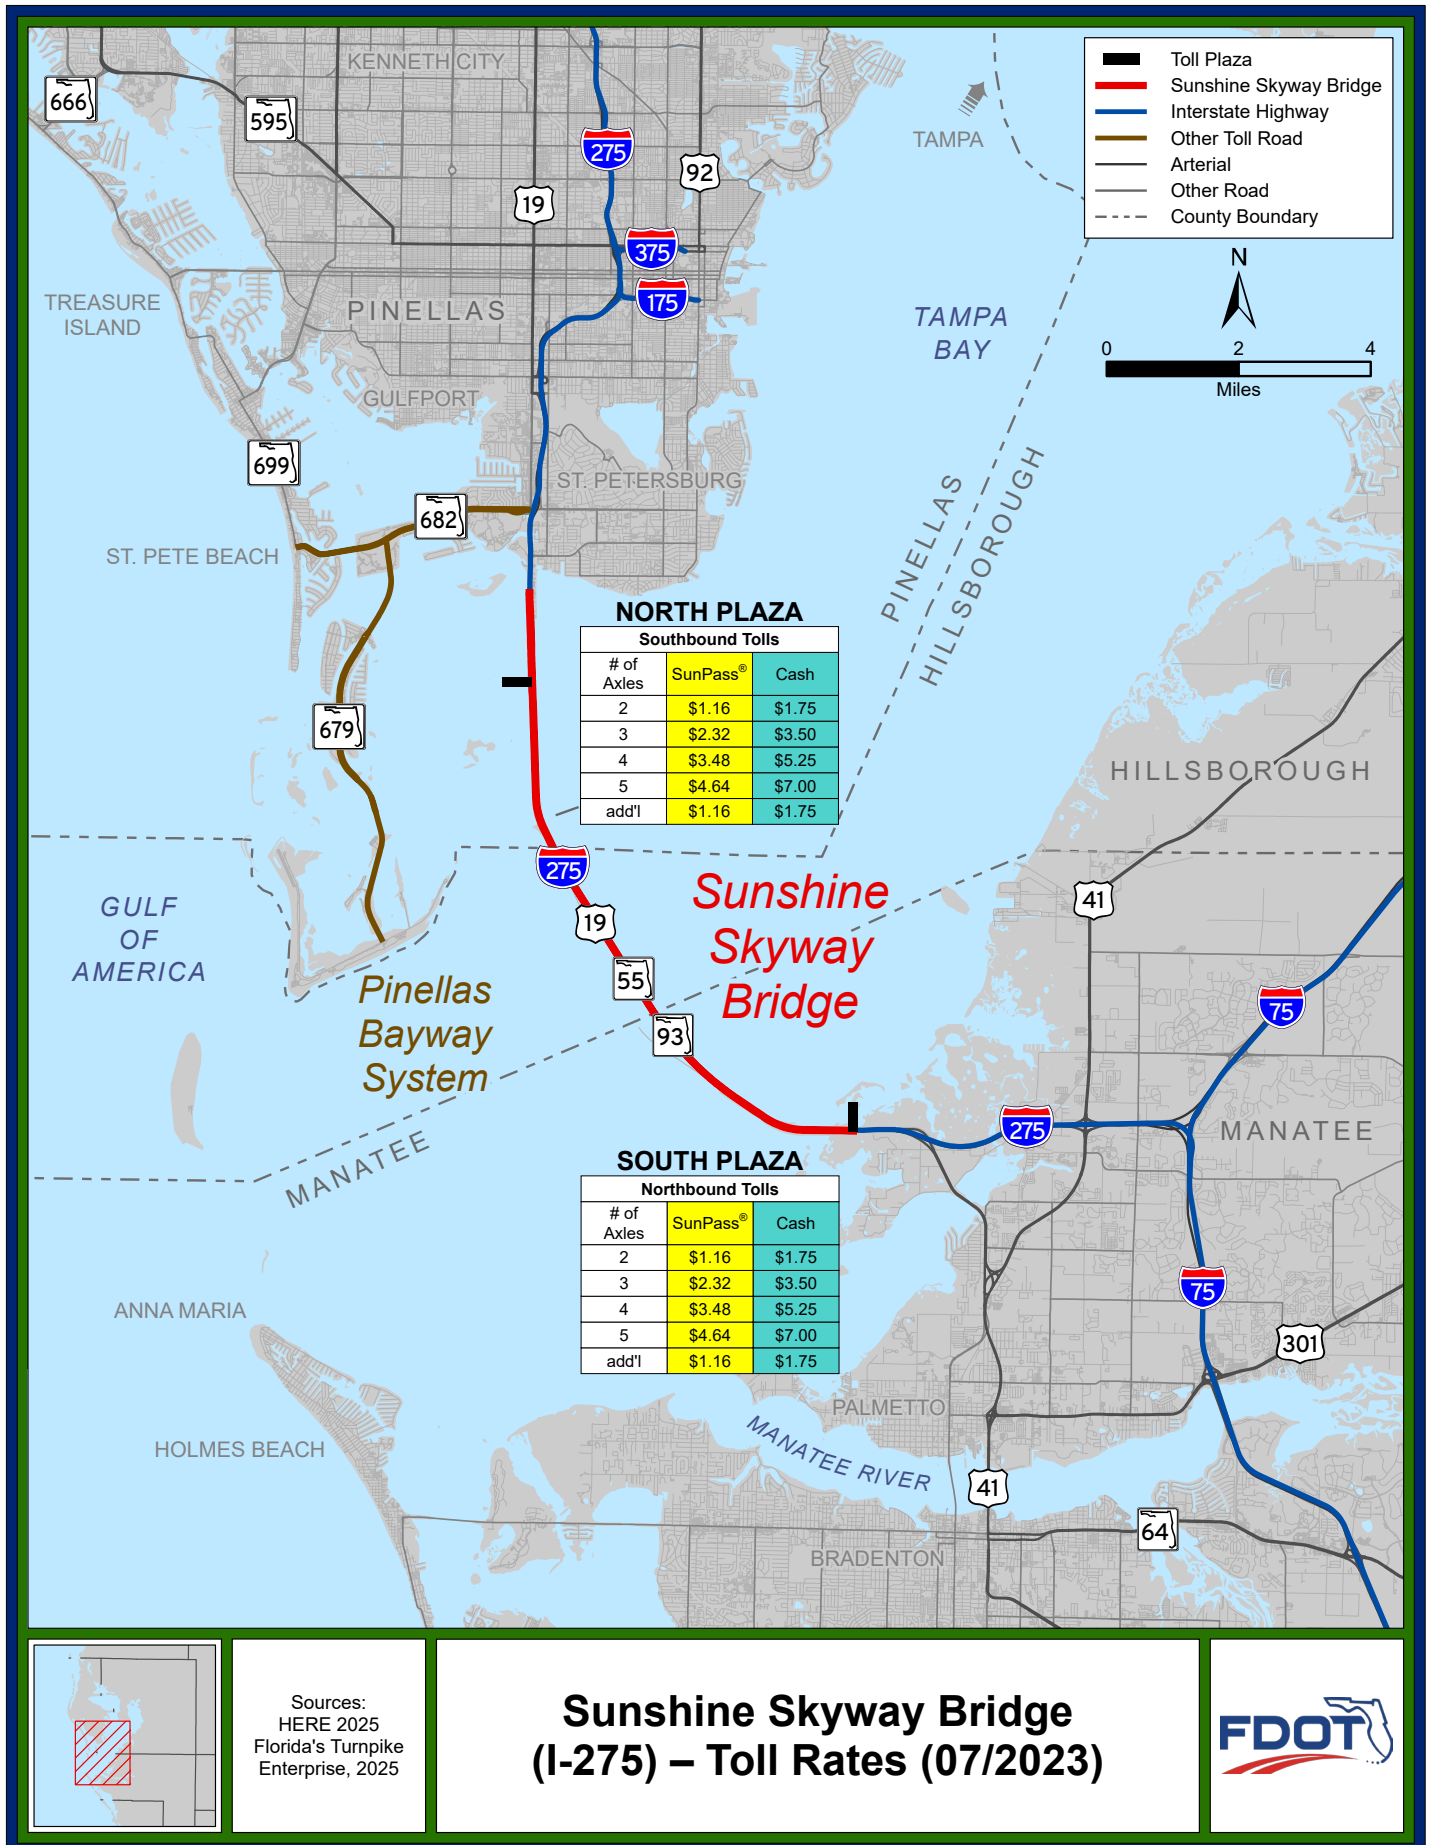 KENNETH CITY
666
595
275
92
19
TAMPA
Toll Plaza
Sunshine Skyway Bridge
Interstate Highway
Other Toll Road
Arterial
Other Road
County Boundary
N
0 2 4
Miles
375
175
TREASURE
ISLAND
PINELLAS
TAMPA
BAY
GULFPORT
699
ST. PETERSBURG
682
ST. PETE BEACH
PINELLAS
HILLSBOROUGH
679
NORTH PLAZA
Southbound Tolls
# of
Axles SunPass® Cash
2 $1.16 $1.75
3 $2.32 $3.50
4 $3.48 $5.25
5 $4.64 $7.00
add'l $1.16 $1.75
HILLSBOROUGH
275
19
55
93
Sunshine
Skyway
Bridge
41
GULF
OF
AMERICA
Pinellas
Bayway
System
75
275
MANATEE
MANATEE
SOUTH PLAZA
Northbound Tolls
# of
Axles SunPass® Cash
2 $1.16 $1.75
3 $2.32 $3.50
4 $3.48 $5.25
5 $4.64 $7.00
add'l $1.16 $1.75
75
301
ANNA MARIA
HOLMES BEACH
PALMETTO
MANATEE RIVER
41
64
BRADENTON
Sources:
HERE 2025
Florida's Turnpike
Enterprise, 2025
Sunshine Skyway Bridge
(I-275) – Toll Rates (07/2023)
FDOT